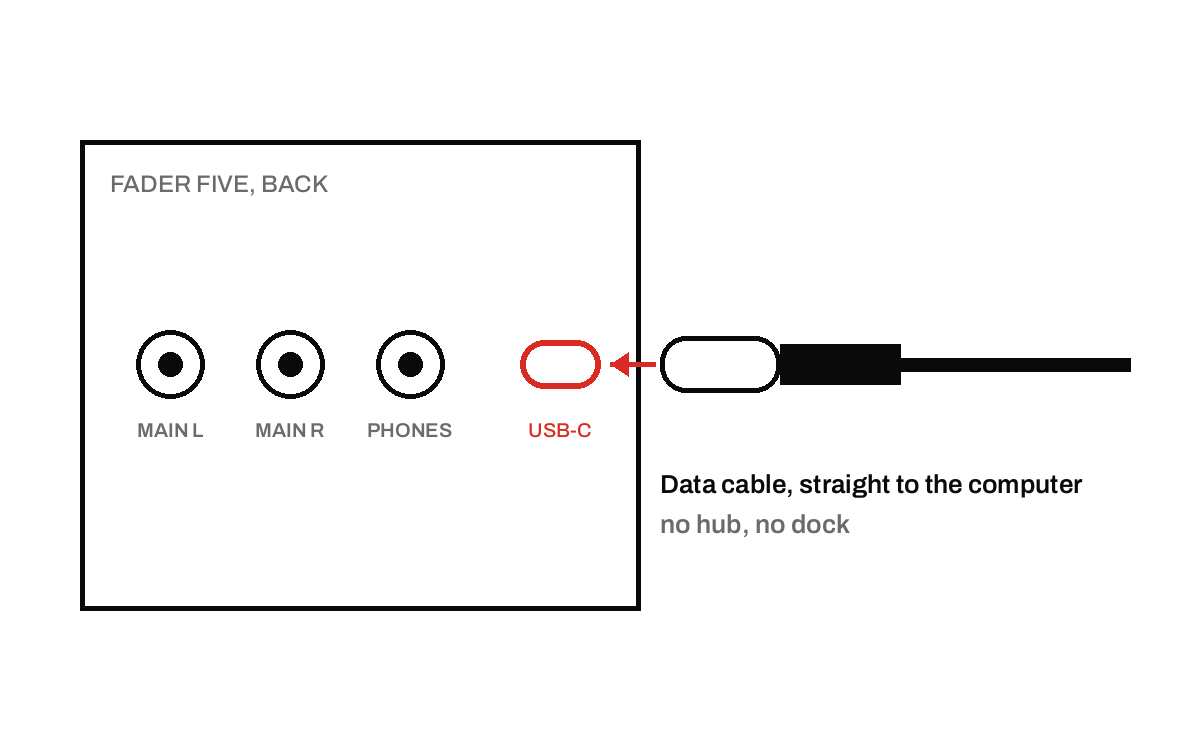 FADER FIVE, BACK
MAIN L
MAIN R
PHONES
USB-C
Data cable, straight to the computer
no hub, no dock